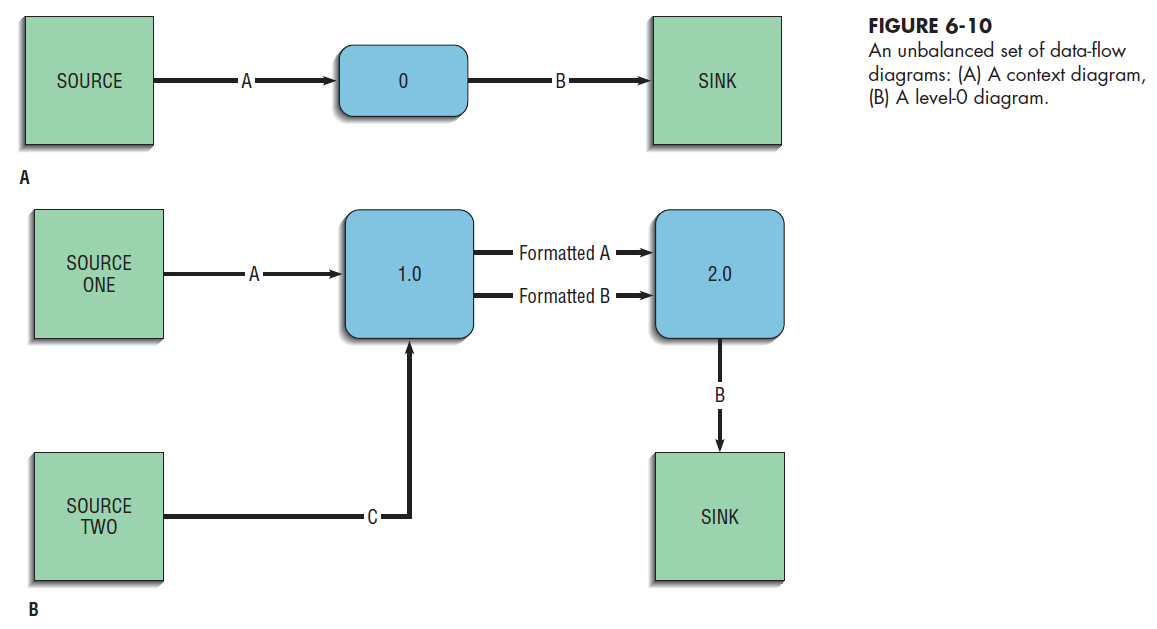 FIGURE 6-10
An unbalanced set of data-flow
diagrams: (A) A context diagram,
(B) A level-0 diagram.
SOURCE
A
0
B
SINK
A
SOURCE
ONE
A
1.0
Formatted A
Formatted B
2.0
B
SOURCE
TWO
C
SINK
B